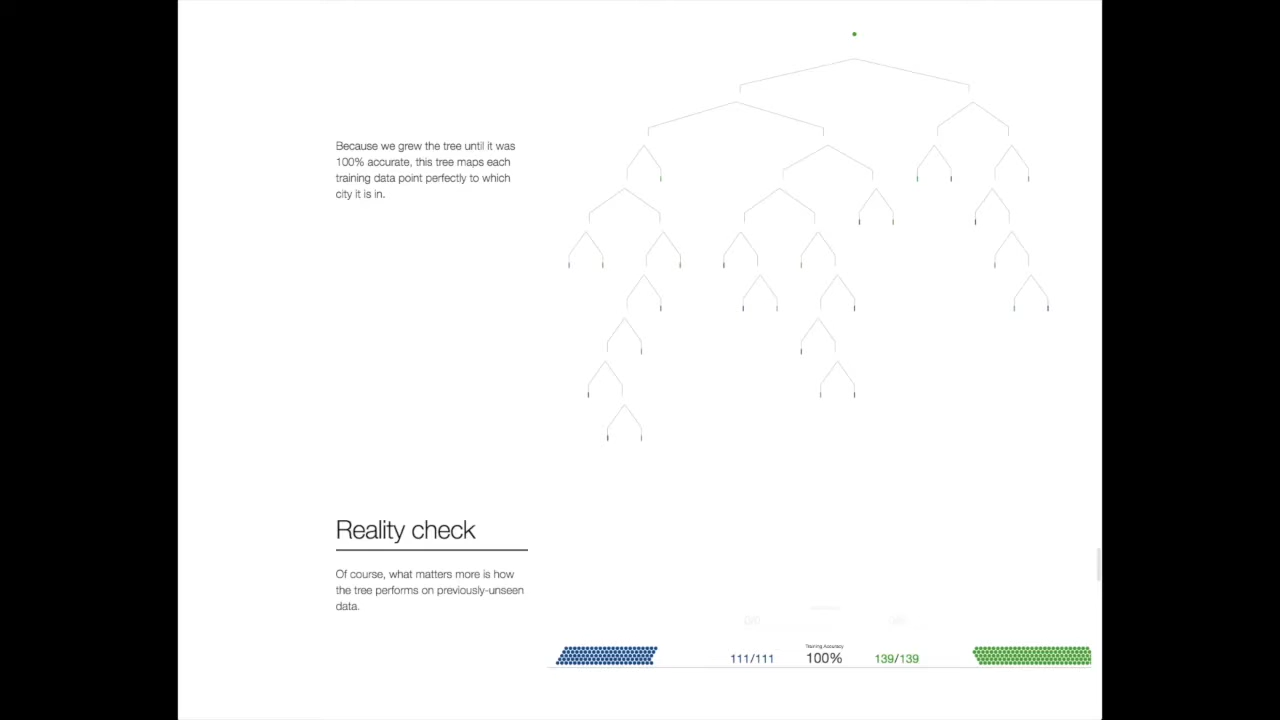 Because we grew the tree until it was
100% accurate, this tree maps each
training data point perfectly to which
city it is in.
Reality check
Of course, what matters more is how
the tree performs on previously-unseen
data.
Training Accuracy
111/111 100% 139/139